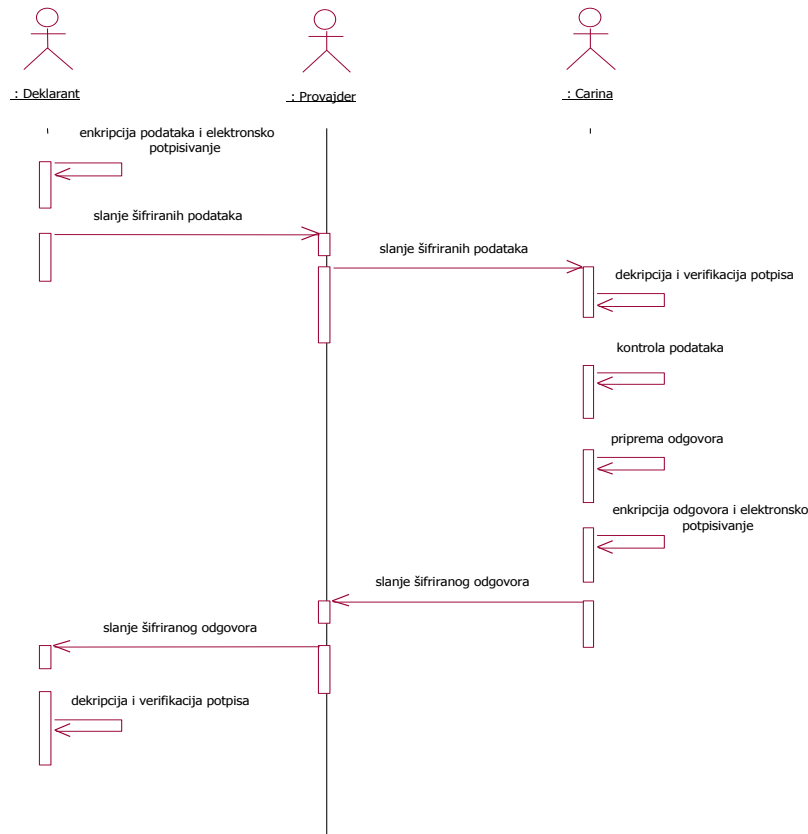 : Deklarant
: Provajder
: Carina
enkripcija podataka i elektronsko
potpisivanje
slanje šifriranih podataka
slanje šifriranih podataka
dekripcija i verifikacija potpisa
kontrola podataka
priprema odgovora
enkripcija odgovora i elektronsko
potpisivanje
slanje šifriranog odgovora
slanje šifriranog odgovora
dekripcija i verifikacija potpisa